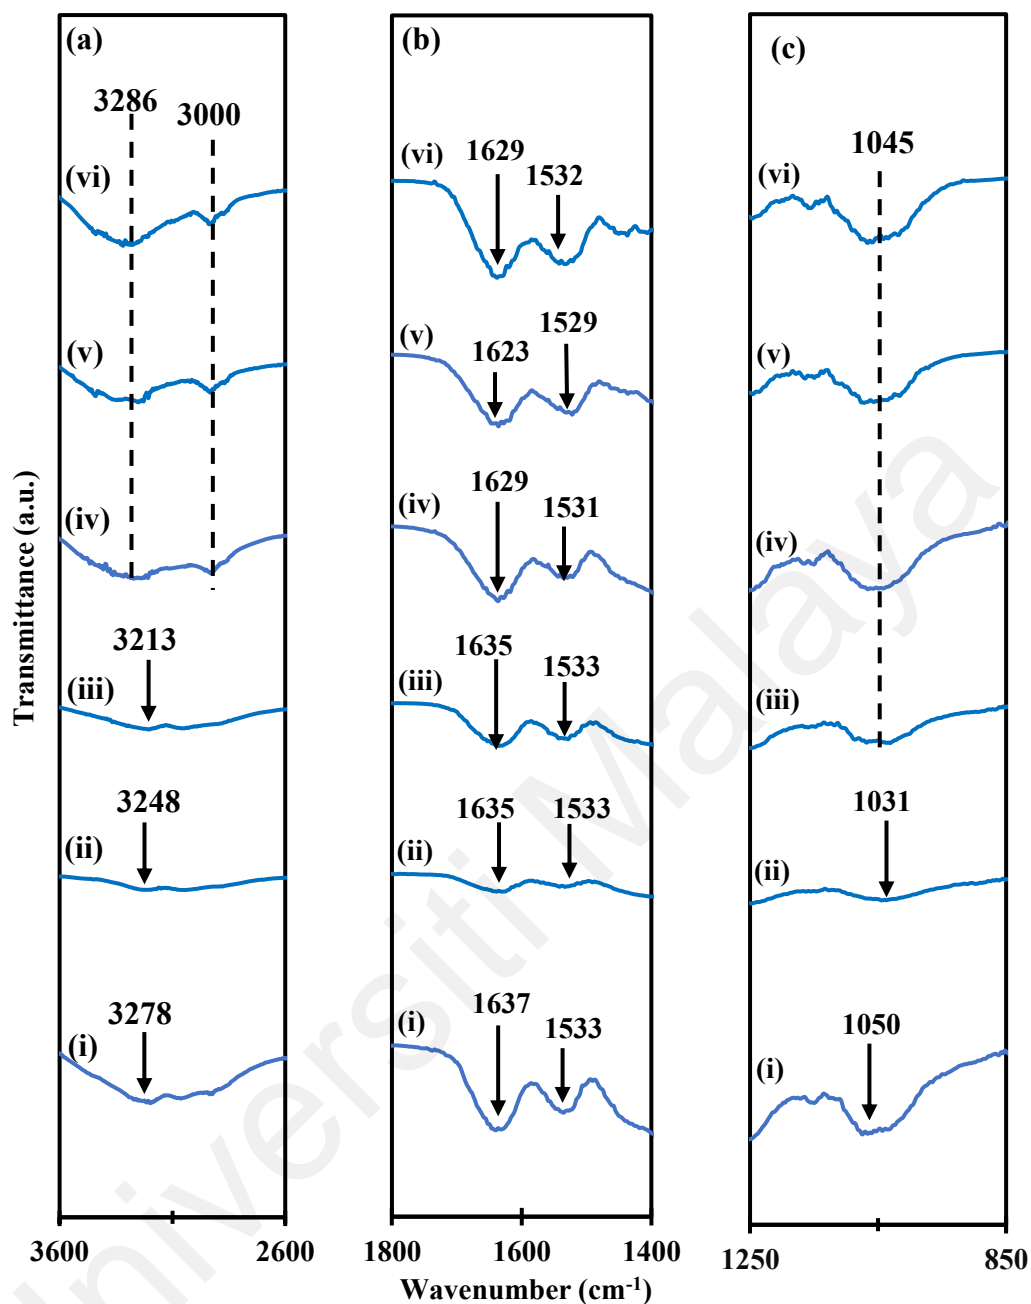 (a)
3286
3000
(vi)
(v)
(iv)
3213
(iii)
3248
(ii)
3278
(i)
3600
2600
(b)
1629
1532
(vi)
1529
(v)
1623
1629
1531
(iv)
1635
1533
(iii)
1635
1533
(ii)
1637
1533
(i)
1800
1600
1400
(c)
1045
(vi)
(v)
(iv)
(iii)
1031
(ii)
1050
(i)
1250
850
Transmittance (a.u.)
Wavenumber (cm⁻¹)
Universiti Malaya